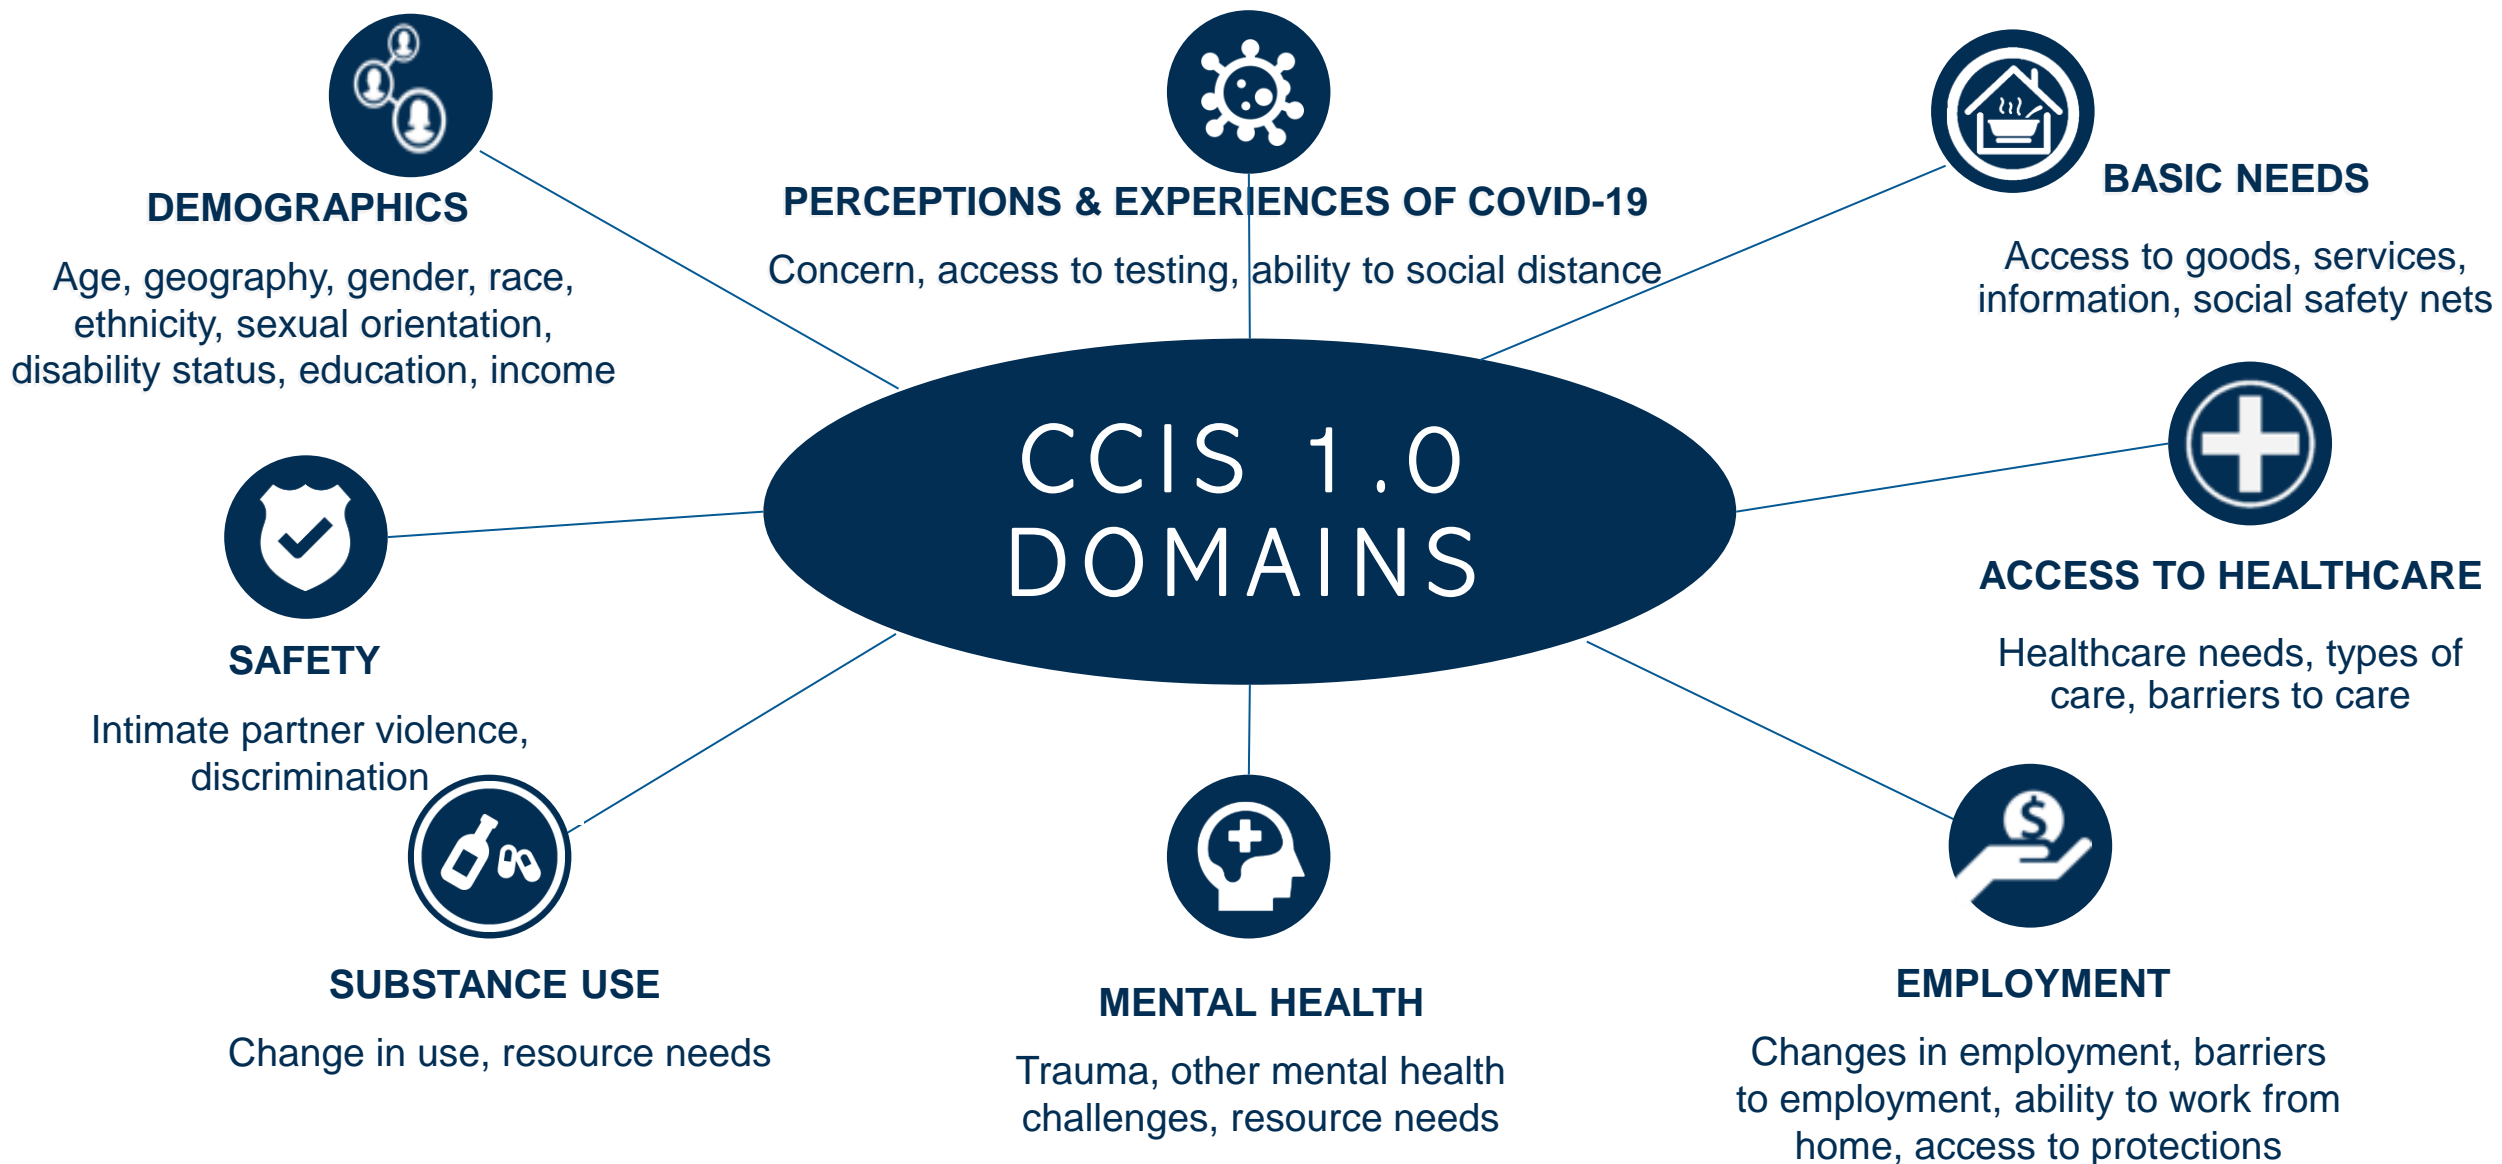 DEMOGRAPHICS
Age, geography, gender, race,
ethnicity, sexual orientation,
disability status, education, income
PERCEPTIONS & EXPERIENCES OF COVID-19
Concern, access to testing, ability to social distance
BASIC NEEDS
Access to goods, services,
information, social safety nets
CCIS 1.0
DOMAINS
ACCESS TO HEALTHCARE
Healthcare needs, types of
care, barriers to care
SAFETY
Intimate partner violence,
discrimination
SUBSTANCE USE
Change in use, resource needs
MENTAL HEALTH
Trauma, other mental health
challenges, resource needs
$
EMPLOYMENT
Changes in employment, barriers
to employment, ability to work from
home, access to protections